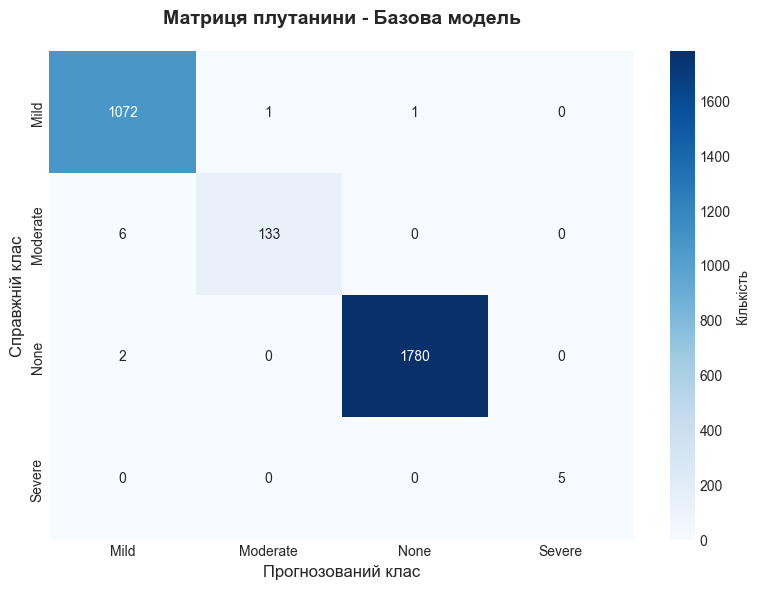 Матриця плутанини - Базова модель
Справжній клас
Mild
1072
1
1
0
Moderate
6
133
0
0
None
2
0
1780
0
Severe
0
0
0
5
Mild
Moderate
None
Severe
Прогнозований клас
1600
1400
1200
1000
800
600
400
200
0
Кількість